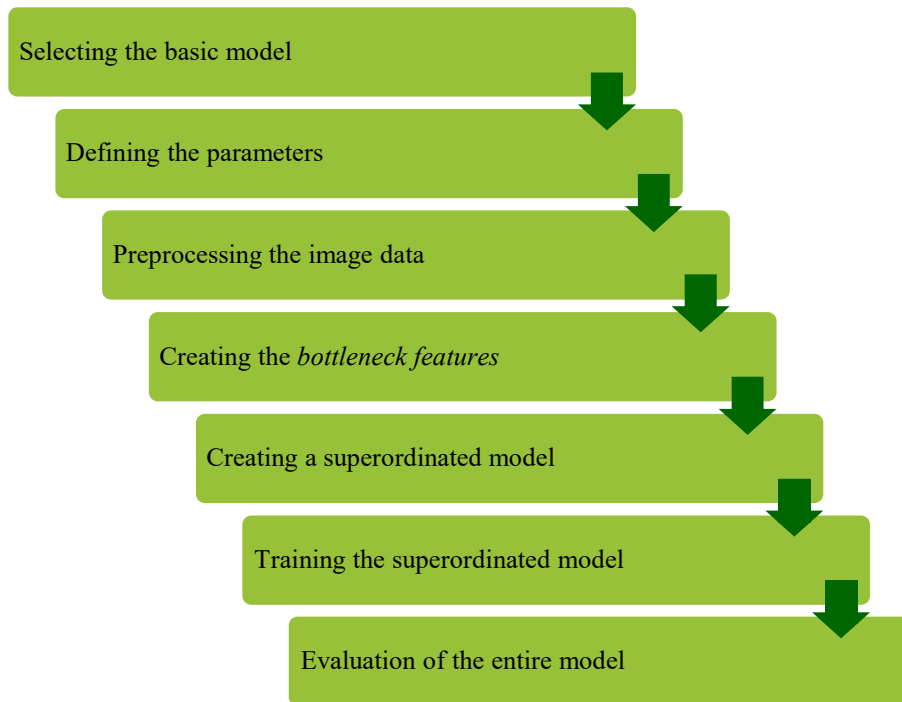 Selecting the basic model
Defining the parameters
Preprocessing the image data
Creating the bottleneck features
Creating a superordinated model
Training the superordinated model
Evaluation of the entire model